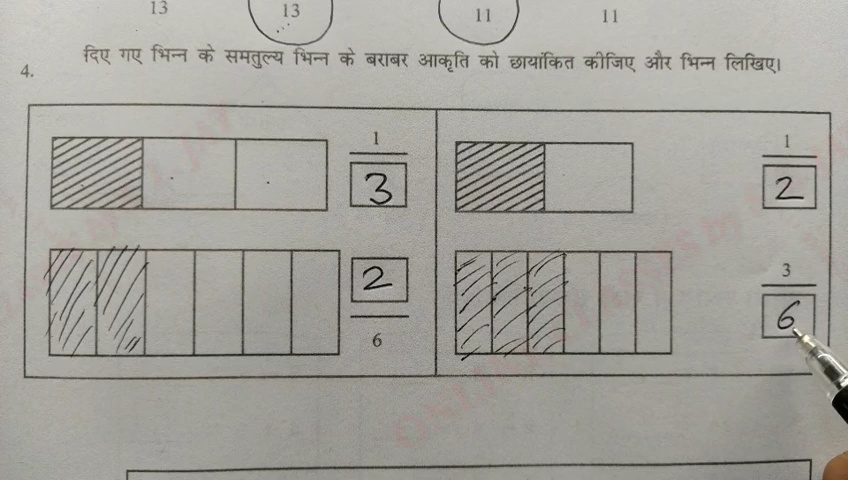 13 13 11 11
4. दिए गए भिन्न के समतुल्य भिन्न के बराबर आकृति को छायांकित कीजिए और भिन्न लिखिए।
1 1
3 2
2 3
6 6